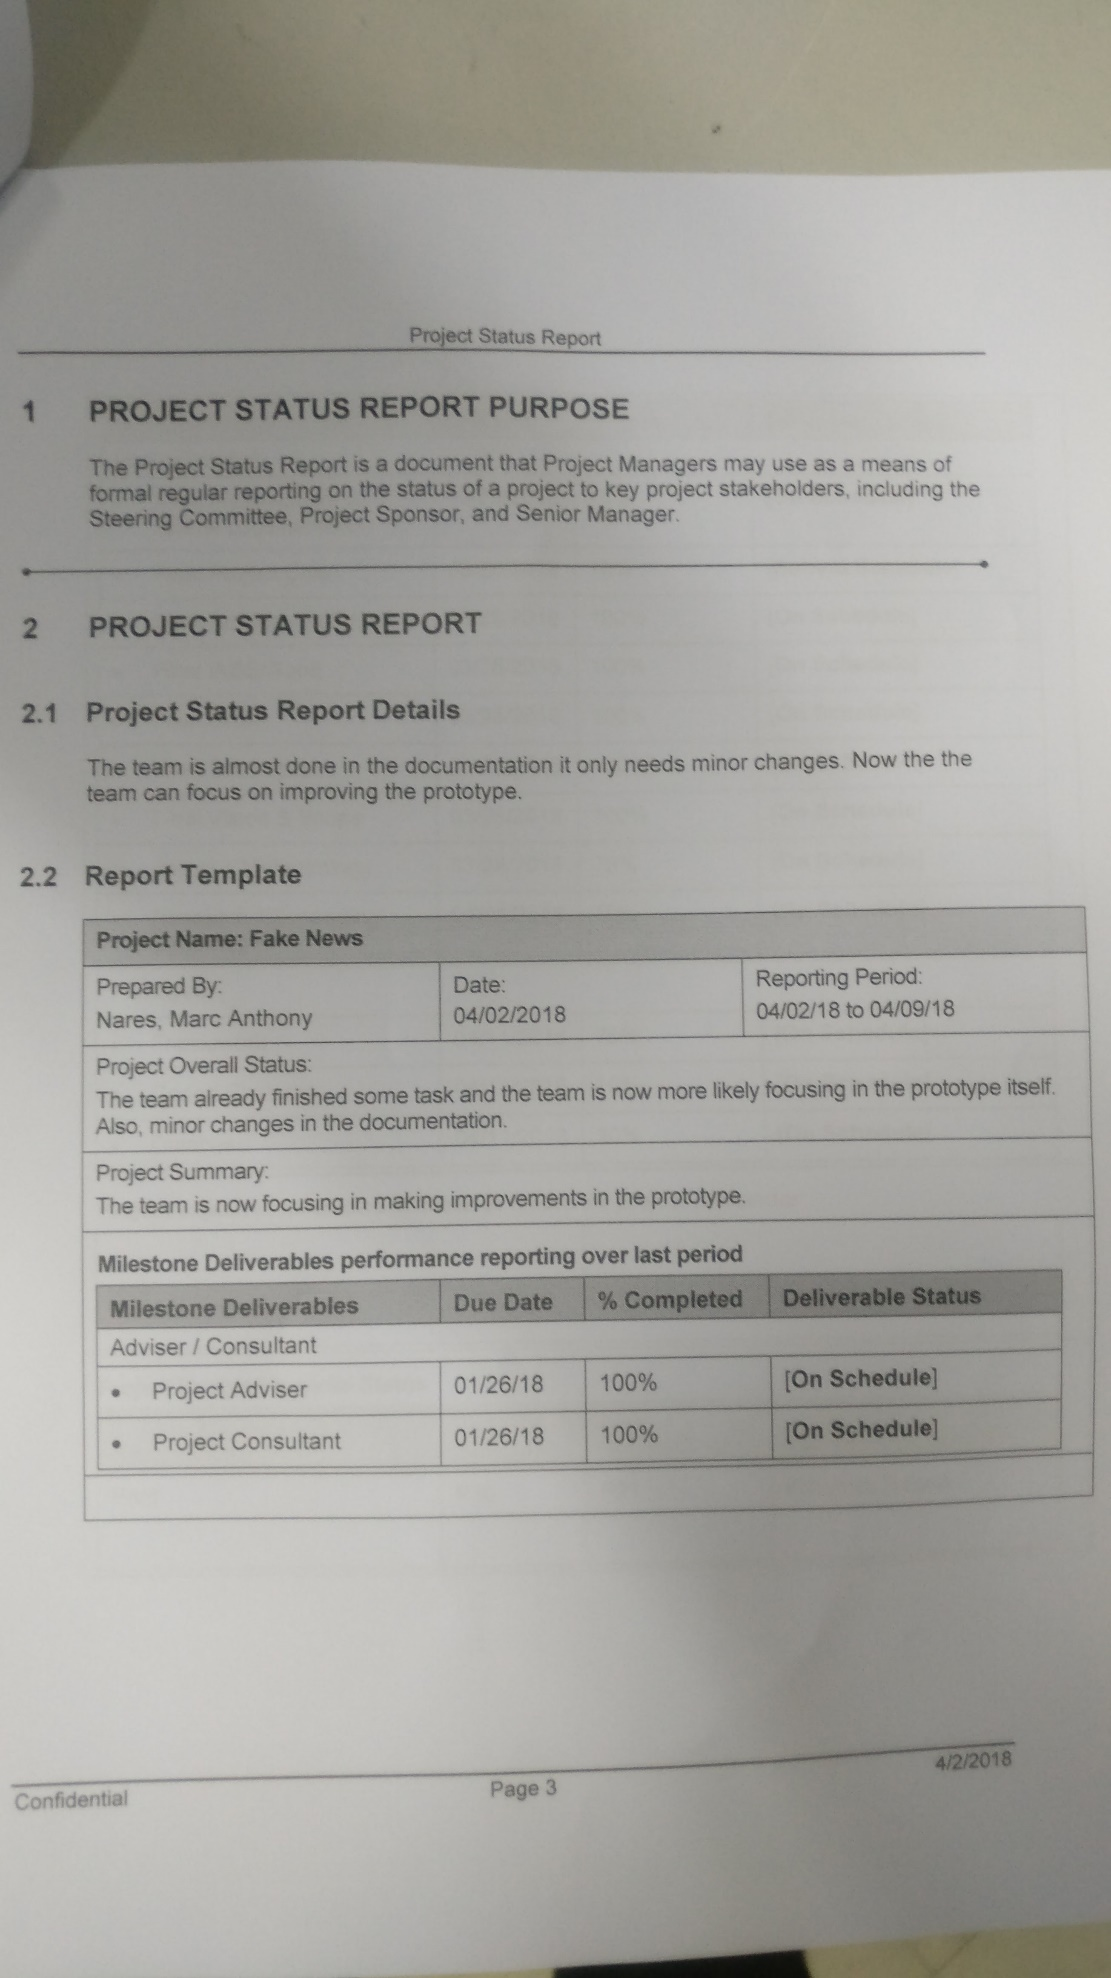 Project Status Report
1 PROJECT STATUS REPORT PURPOSE
The Project Status Report is a document that Project Managers may use as a means of
formal regular reporting on the status of a project to key project stakeholders, including the
Steering Committee, Project Sponsor, and Senior Manager.
2 PROJECT STATUS REPORT
2.1 Project Status Report Details
The team is almost done in the documentation it only needs minor changes. Now the the
team can focus on improving the prototype.
2.2 Report Template
Project Name: Fake News
Prepared By: Date: Reporting Period:
Nares, Marc Anthony 04/02/2018 04/02/18 to 04/09/18
Project Overall Status:
The team already finished some task and the team is now more likely focusing in the prototype itself.
Also, minor changes in the documentation.
Project Summary:
The team is now focusing in making improvements in the prototype.
Milestone Deliverables performance reporting over last period
Milestone Deliverables Due Date % Completed Deliverable Status
Adviser / Consultant
• Project Adviser 01/26/18 100% [On Schedule]
• Project Consultant 01/26/18 100% [On Schedule]
Confidential Page 3 4/2/2018